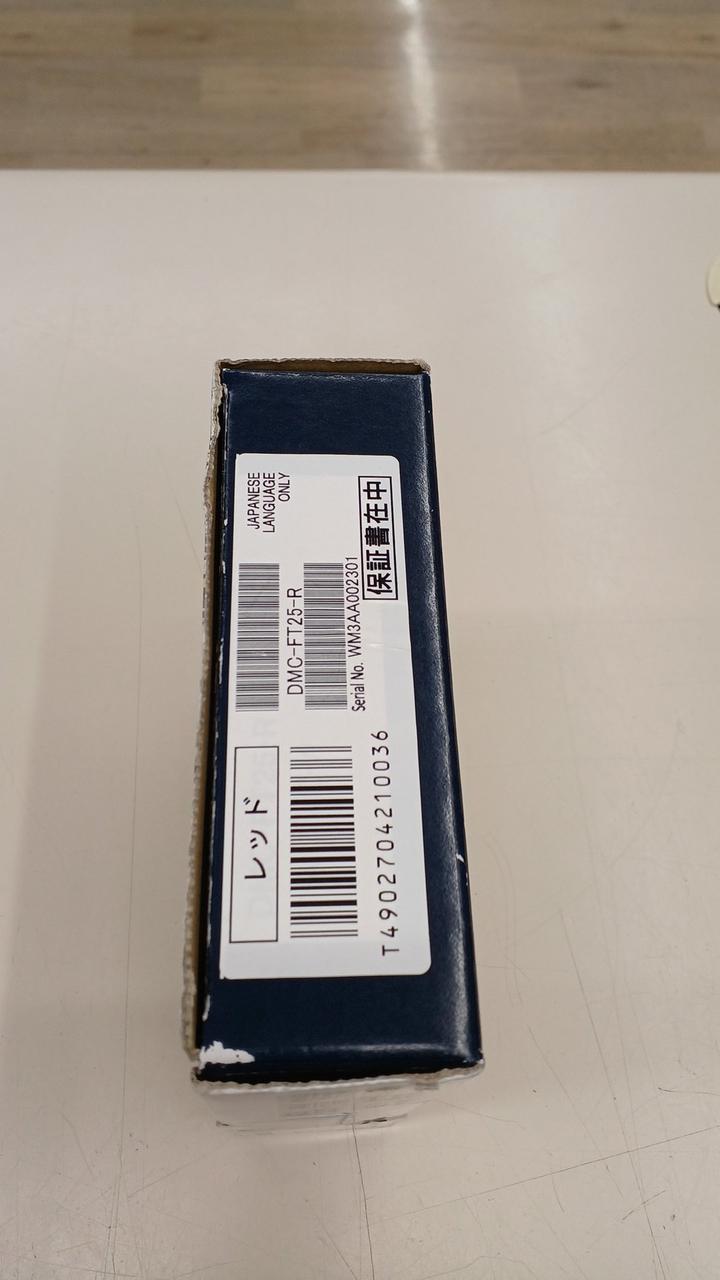 JAPANESE
LANGUAGE
ONLY
DMC-FT25-R
Serial No. WM3AA002301
保証書在中
レッド
T4902704210036